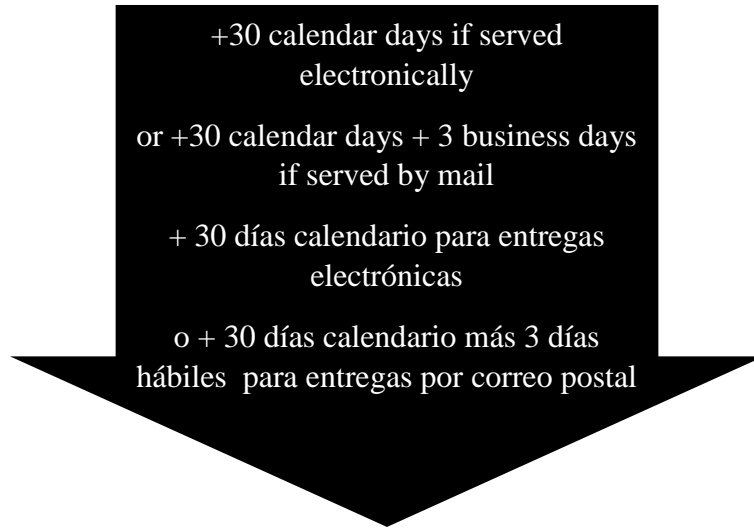 +30 calendar days if served
electronically
or +30 calendar days + 3 business days
if served by mail
+ 30 días calendario para entregas
electrónicas
o + 30 días calendario más 3 días
hábiles  para entregas por correo postal